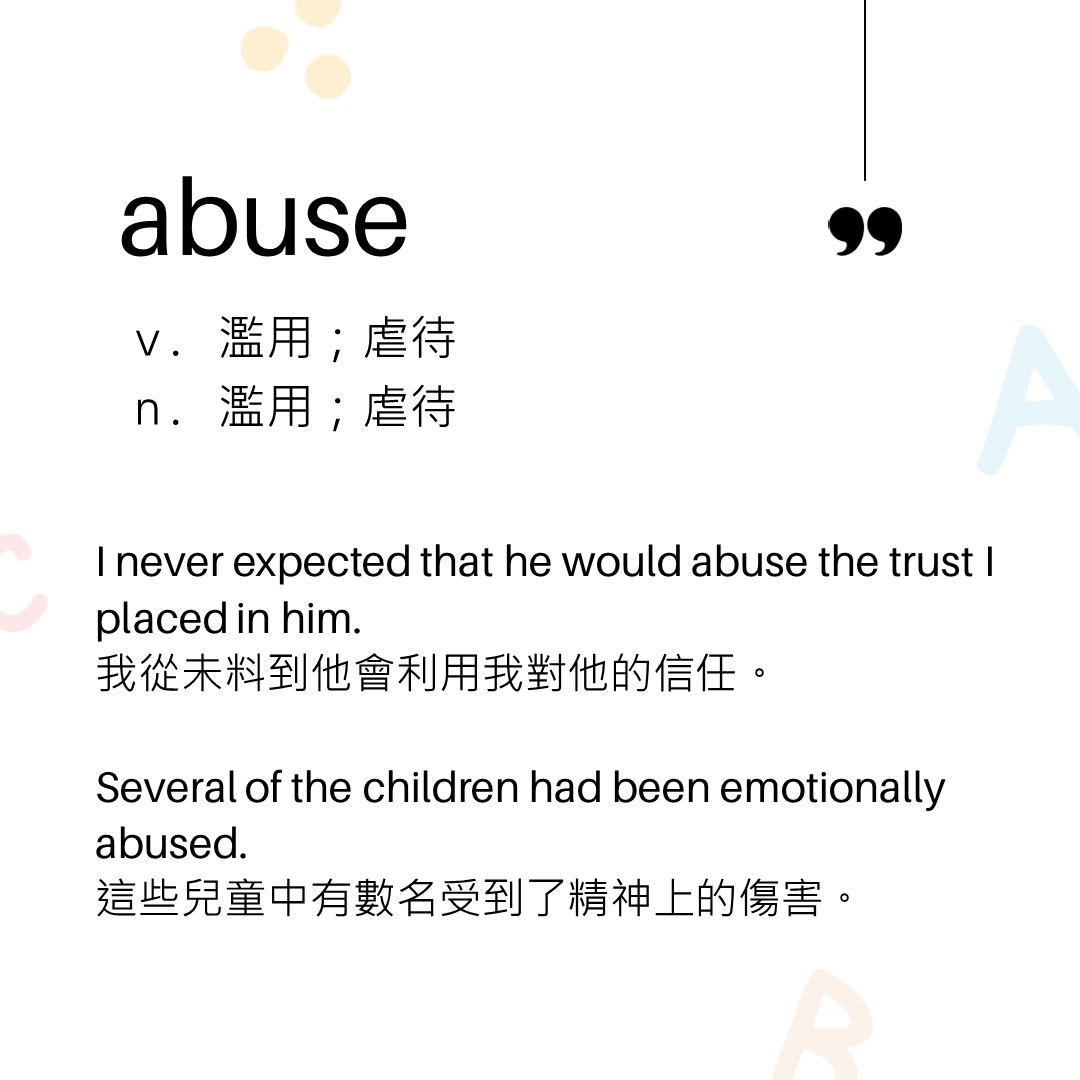 ”
abuse
v. 濫用；虐待
n. 濫用；虐待
I never expected that he would abuse the trust I
placed in him.
我從未料到他會利用我對他的信任。
Several of the children had been emotionally
abused.
這些兒童中有數名受到了精神上的傷害。
A
C
B